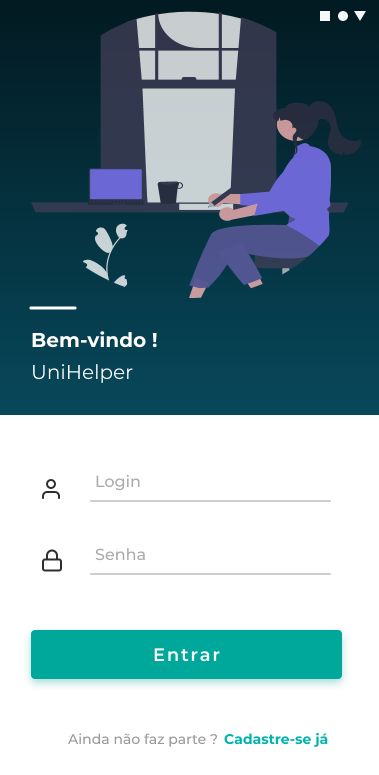 Bem-vindo !
UniHelper
Login
Senha
Entrar
Ainda não faz parte ? Cadastre-se já